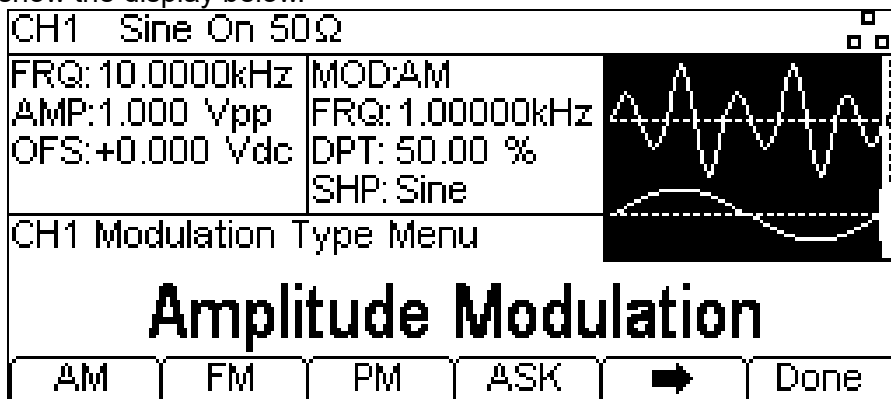 show the display below.
CH1 Sine On 50Ω
FRQ: 10.0000kHz
AMP:1.000 Vpp
OFS:+0.000 Vdc
MOD:AM
FRQ: 1.00000kHz
DPT: 50.00 %
SHP: Sine
CH1 Modulation Type Menu
Amplitude Modulation
AM FM PM ASK ➡ Done